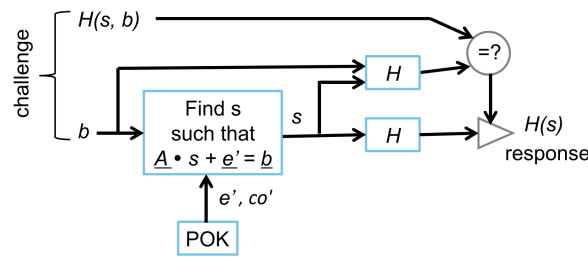 challenge
H(s, b)
b
Find s
such that
A • s + e' = b
s
H
H
=?
H(s)
response
e', co'
POK